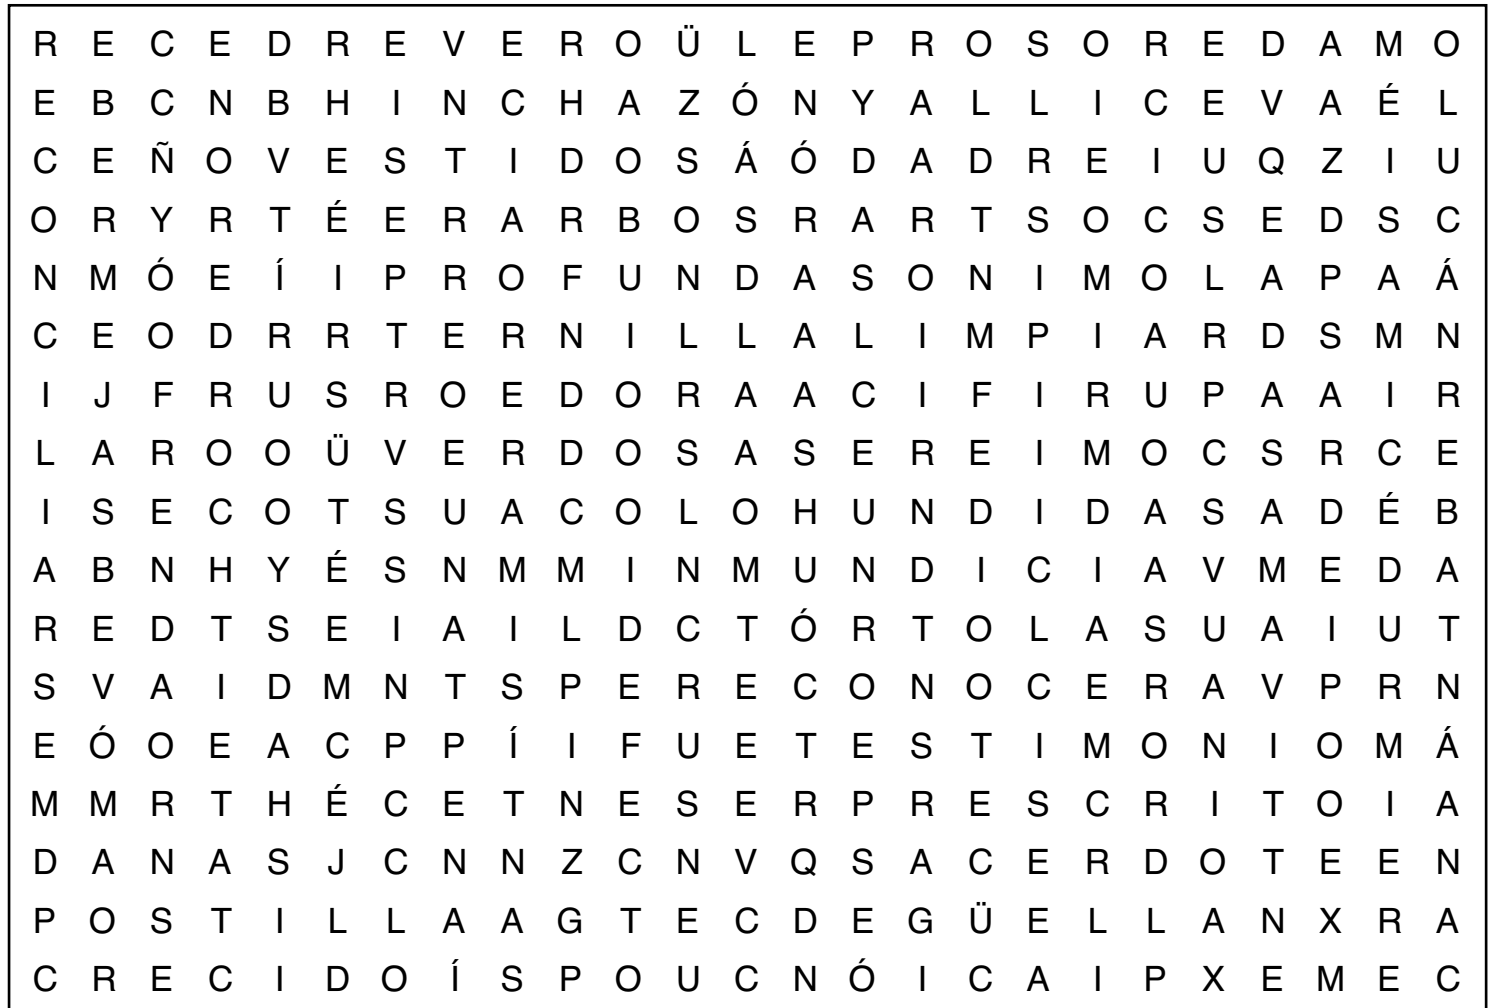 R E C E D R E V E R O Ü L E P R O S O R E D A M O
E B C N B H I N C H A Z Ó N Y A L L I C E V A É L
C E Ñ O V E S T I D O S Á Ó D A D R E I U Q Z I U
O R Y R T É E R A R B O S R A R T S O C S E D S C
N M Ó E Í I P R O F U N D A S O N I M O L A P A Á
C E O D R R T E R N I L L A L I M P I A R D S M N
I J F R U S R O E D O R A A C I F I R U P A A I R
L A R O O Ü V E R D O S A S E R E I M O C S R C E
I S E C O T S U A C O L O H U N D I D A S A D É B
A B N H Y É S N M M I N M U N D I C I A V M E D A
R E D T S E I A I L D C T Ó R T O L A S U A I U T
S V A I D M N T S P E R E C O N O C E R A V P R N
E Ó O E A C P P Í I F U E T E S T I M O N I O M Á
M M R T H É C E T N E S E R P R E S C R I T O I A
D A N A S J C N N Z C N V Q S A C E R D O T E E N
P O S T I L L A A G T E C D E G Ü E L L A N X R A
C R E C I D O Í S P O U C N Ó I C A I P X E M E C